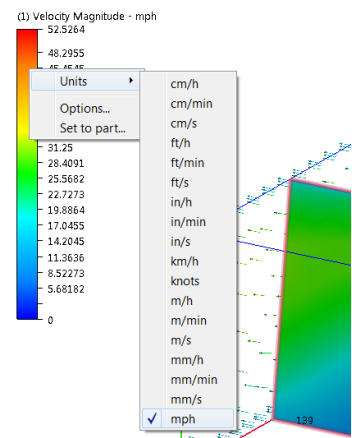 (1) Velocity Magnitude - mph
52.5264
48.2955
45.4545
Units
Options...
Set to part...
31.25
28.4091
25.5682
22.7273
19.8864
17.0455
14.2045
11.3636
8.52273
5.68182
0
cm/h
cm/min
cm/s
ft/h
ft/min
ft/s
in/h
in/min
in/s
km/h
knots
m/h
m/min
m/s
mm/h
mm/min
mm/s
mph
139